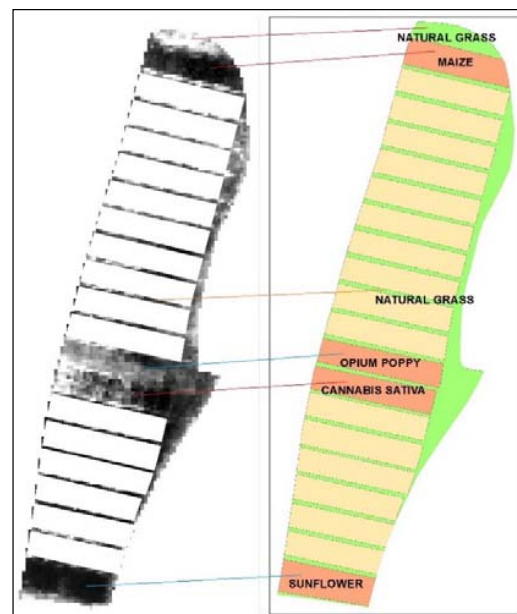 NATURAL GRASS
MAIZE
NATURAL GRASS
OPIUM POPPY
CANNABIS SATIVA
SUNFLOWER